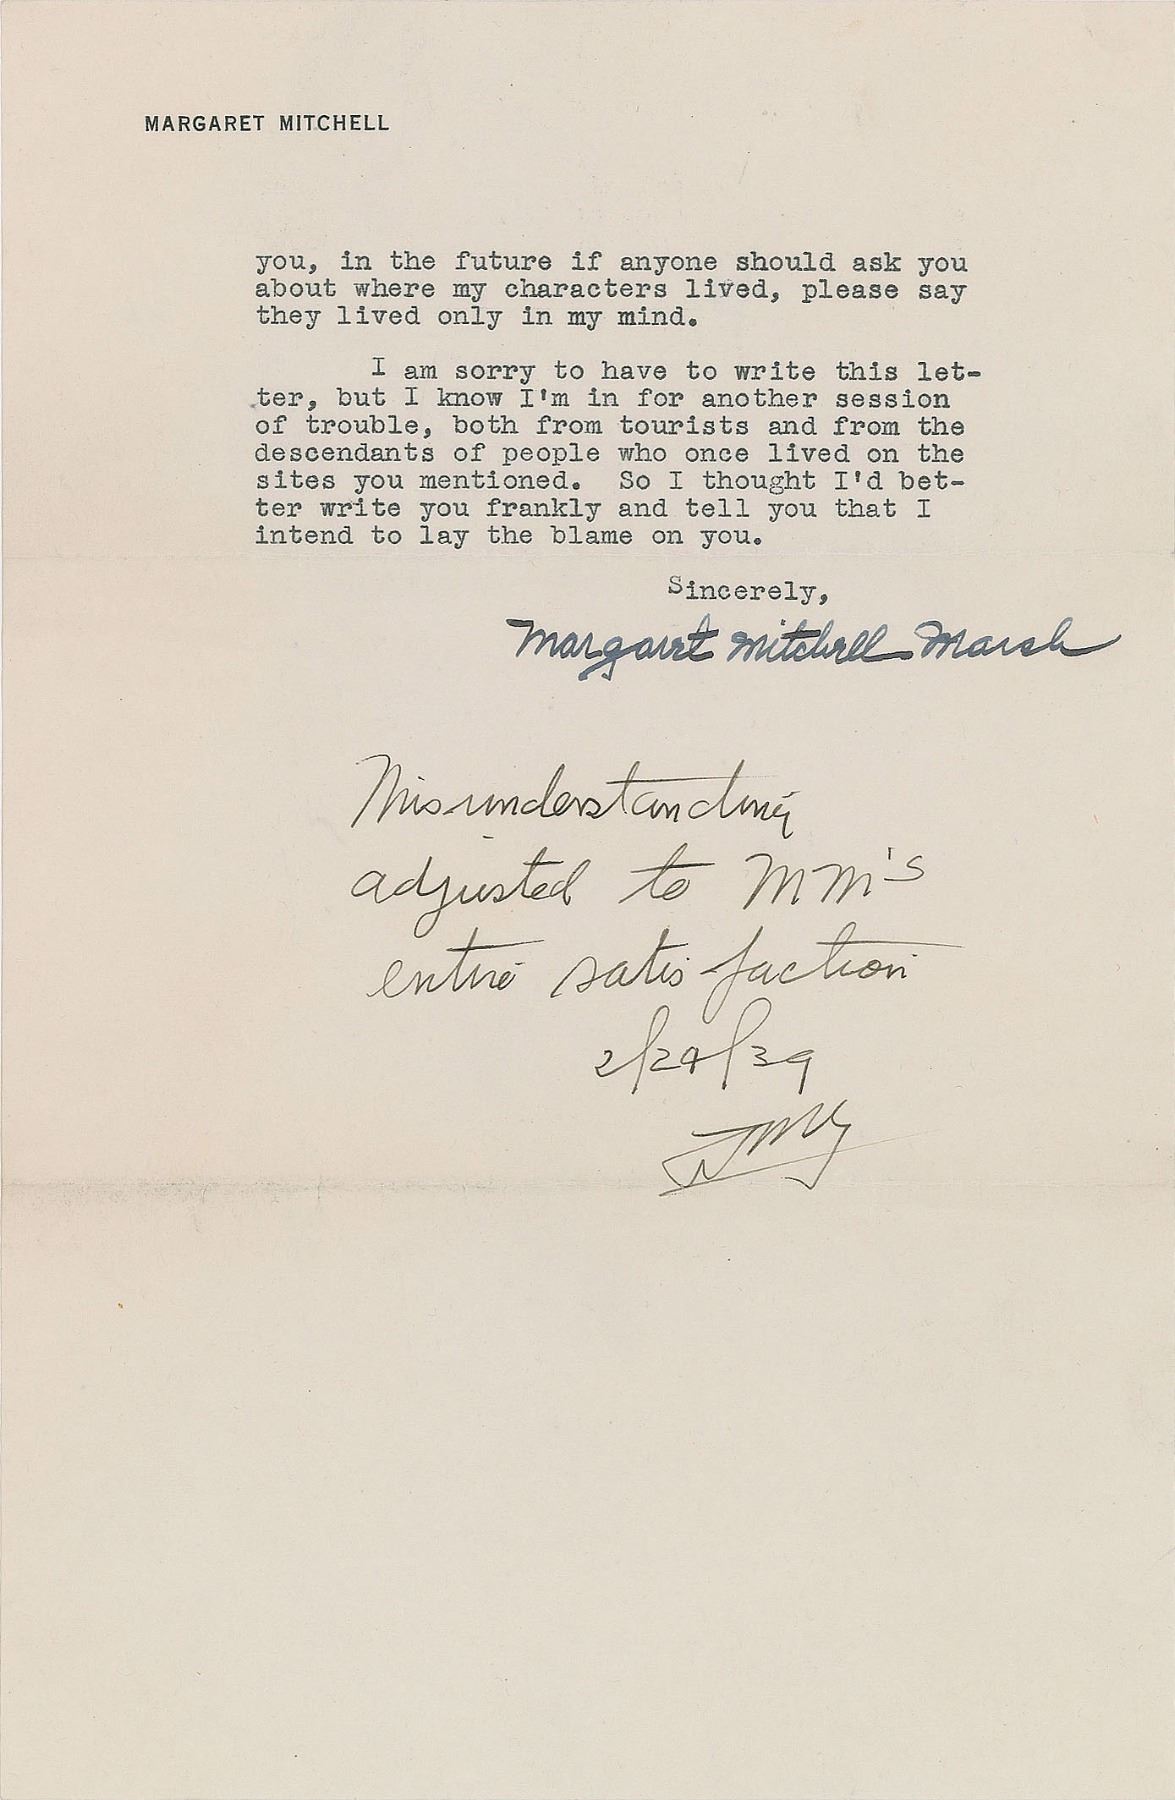 MARGARET MITCHELL
you, in the future if anyone should ask you
about where my characters lived, please say
they lived only in my mind.
I am sorry to have to write this let-
ter, but I know I'm in for another session
of trouble, both from tourists and from the
descendants of people who once lived on the
sites you mentioned. So I thought I'd bet-
ter write you frankly and tell you that I
intend to lay the blame on you.
Sincerely,
Margaret Mitchell Marsh
Misunderstanding
adjusted to MM's
entire satisfaction